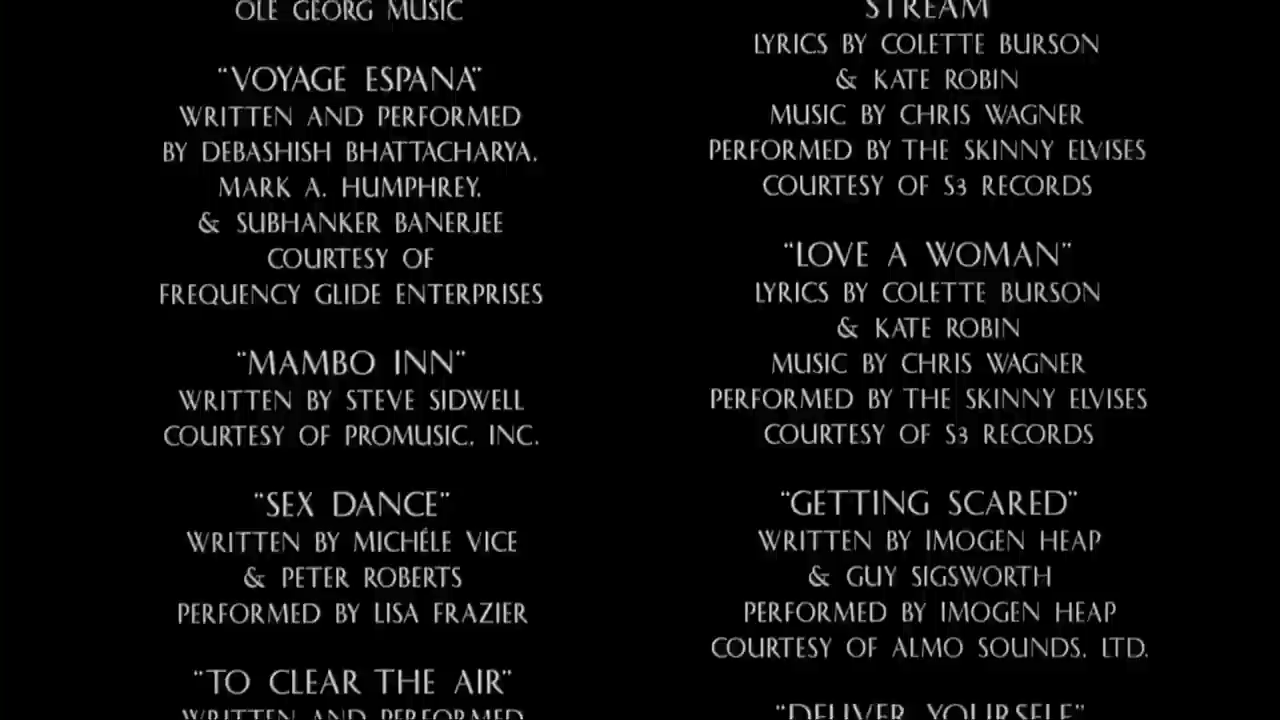 OLE GEORG MUSIC
"VOYAGE ESPANA"
WRITTEN AND PERFORMED
BY DEBASHISH BHATTACHARYA,
MARK A. HUMPHREY,
& SUBHANKER BANERJEE
COURTESY OF
FREQUENCY GLIDE ENTERPRISES
"MAMBO INN"
WRITTEN BY STEVE SIDWELL
COURTESY OF PROMUSIC, INC.
"SEX DANCE"
WRITTEN BY MICHÉLE VICE
& PETER ROBERTS
PERFORMED BY LISA FRAZIER
"TO CLEAR THE AIR"
WRITTEN AND PERFORMED
STREAM
LYRICS BY COLETTE BURSON
& KATE ROBIN
MUSIC BY CHRIS WAGNER
PERFORMED BY THE SKINNY ELVISES
COURTESY OF S3 RECORDS
"LOVE A WOMAN"
LYRICS BY COLETTE BURSON
& KATE ROBIN
MUSIC BY CHRIS WAGNER
PERFORMED BY THE SKINNY ELVISES
COURTESY OF S3 RECORDS
"GETTING SCARED"
WRITTEN BY IMOGEN HEAP
& GUY SIGSWORTH
PERFORMED BY IMOGEN HEAP
COURTESY OF ALMO SOUNDS, LTD.
"DELIVER YOURSELF"